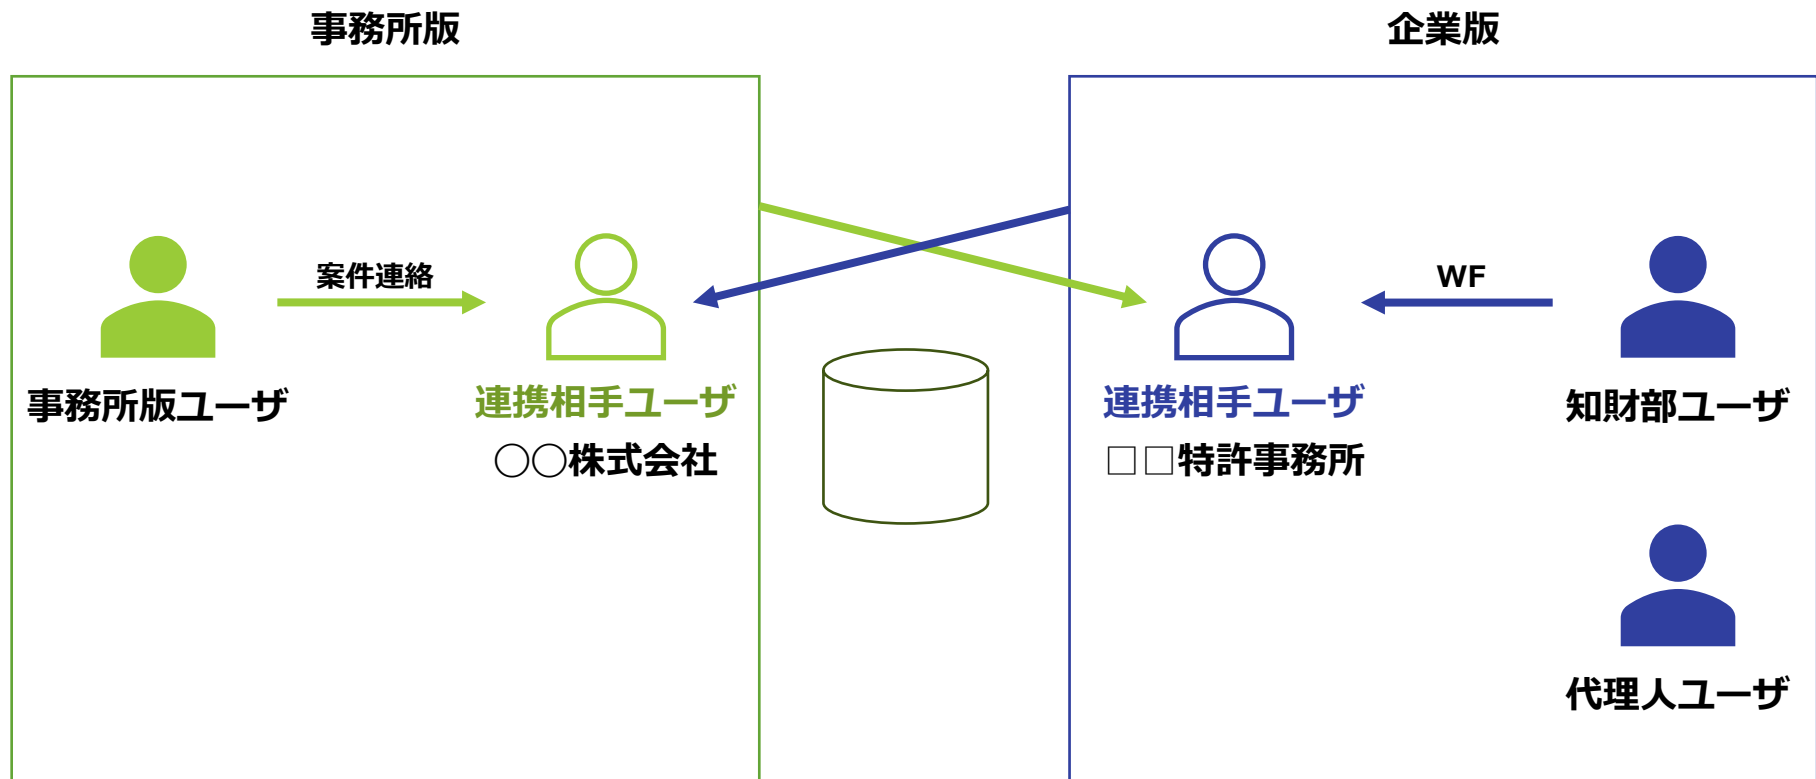 事務所版
企業版
案件連絡
WF
事務所版ユーザ
連携相手ユーザ
○○株式会社
連携相手ユーザ
□□特許事務所
知財部ユーザ
代理人ユーザ